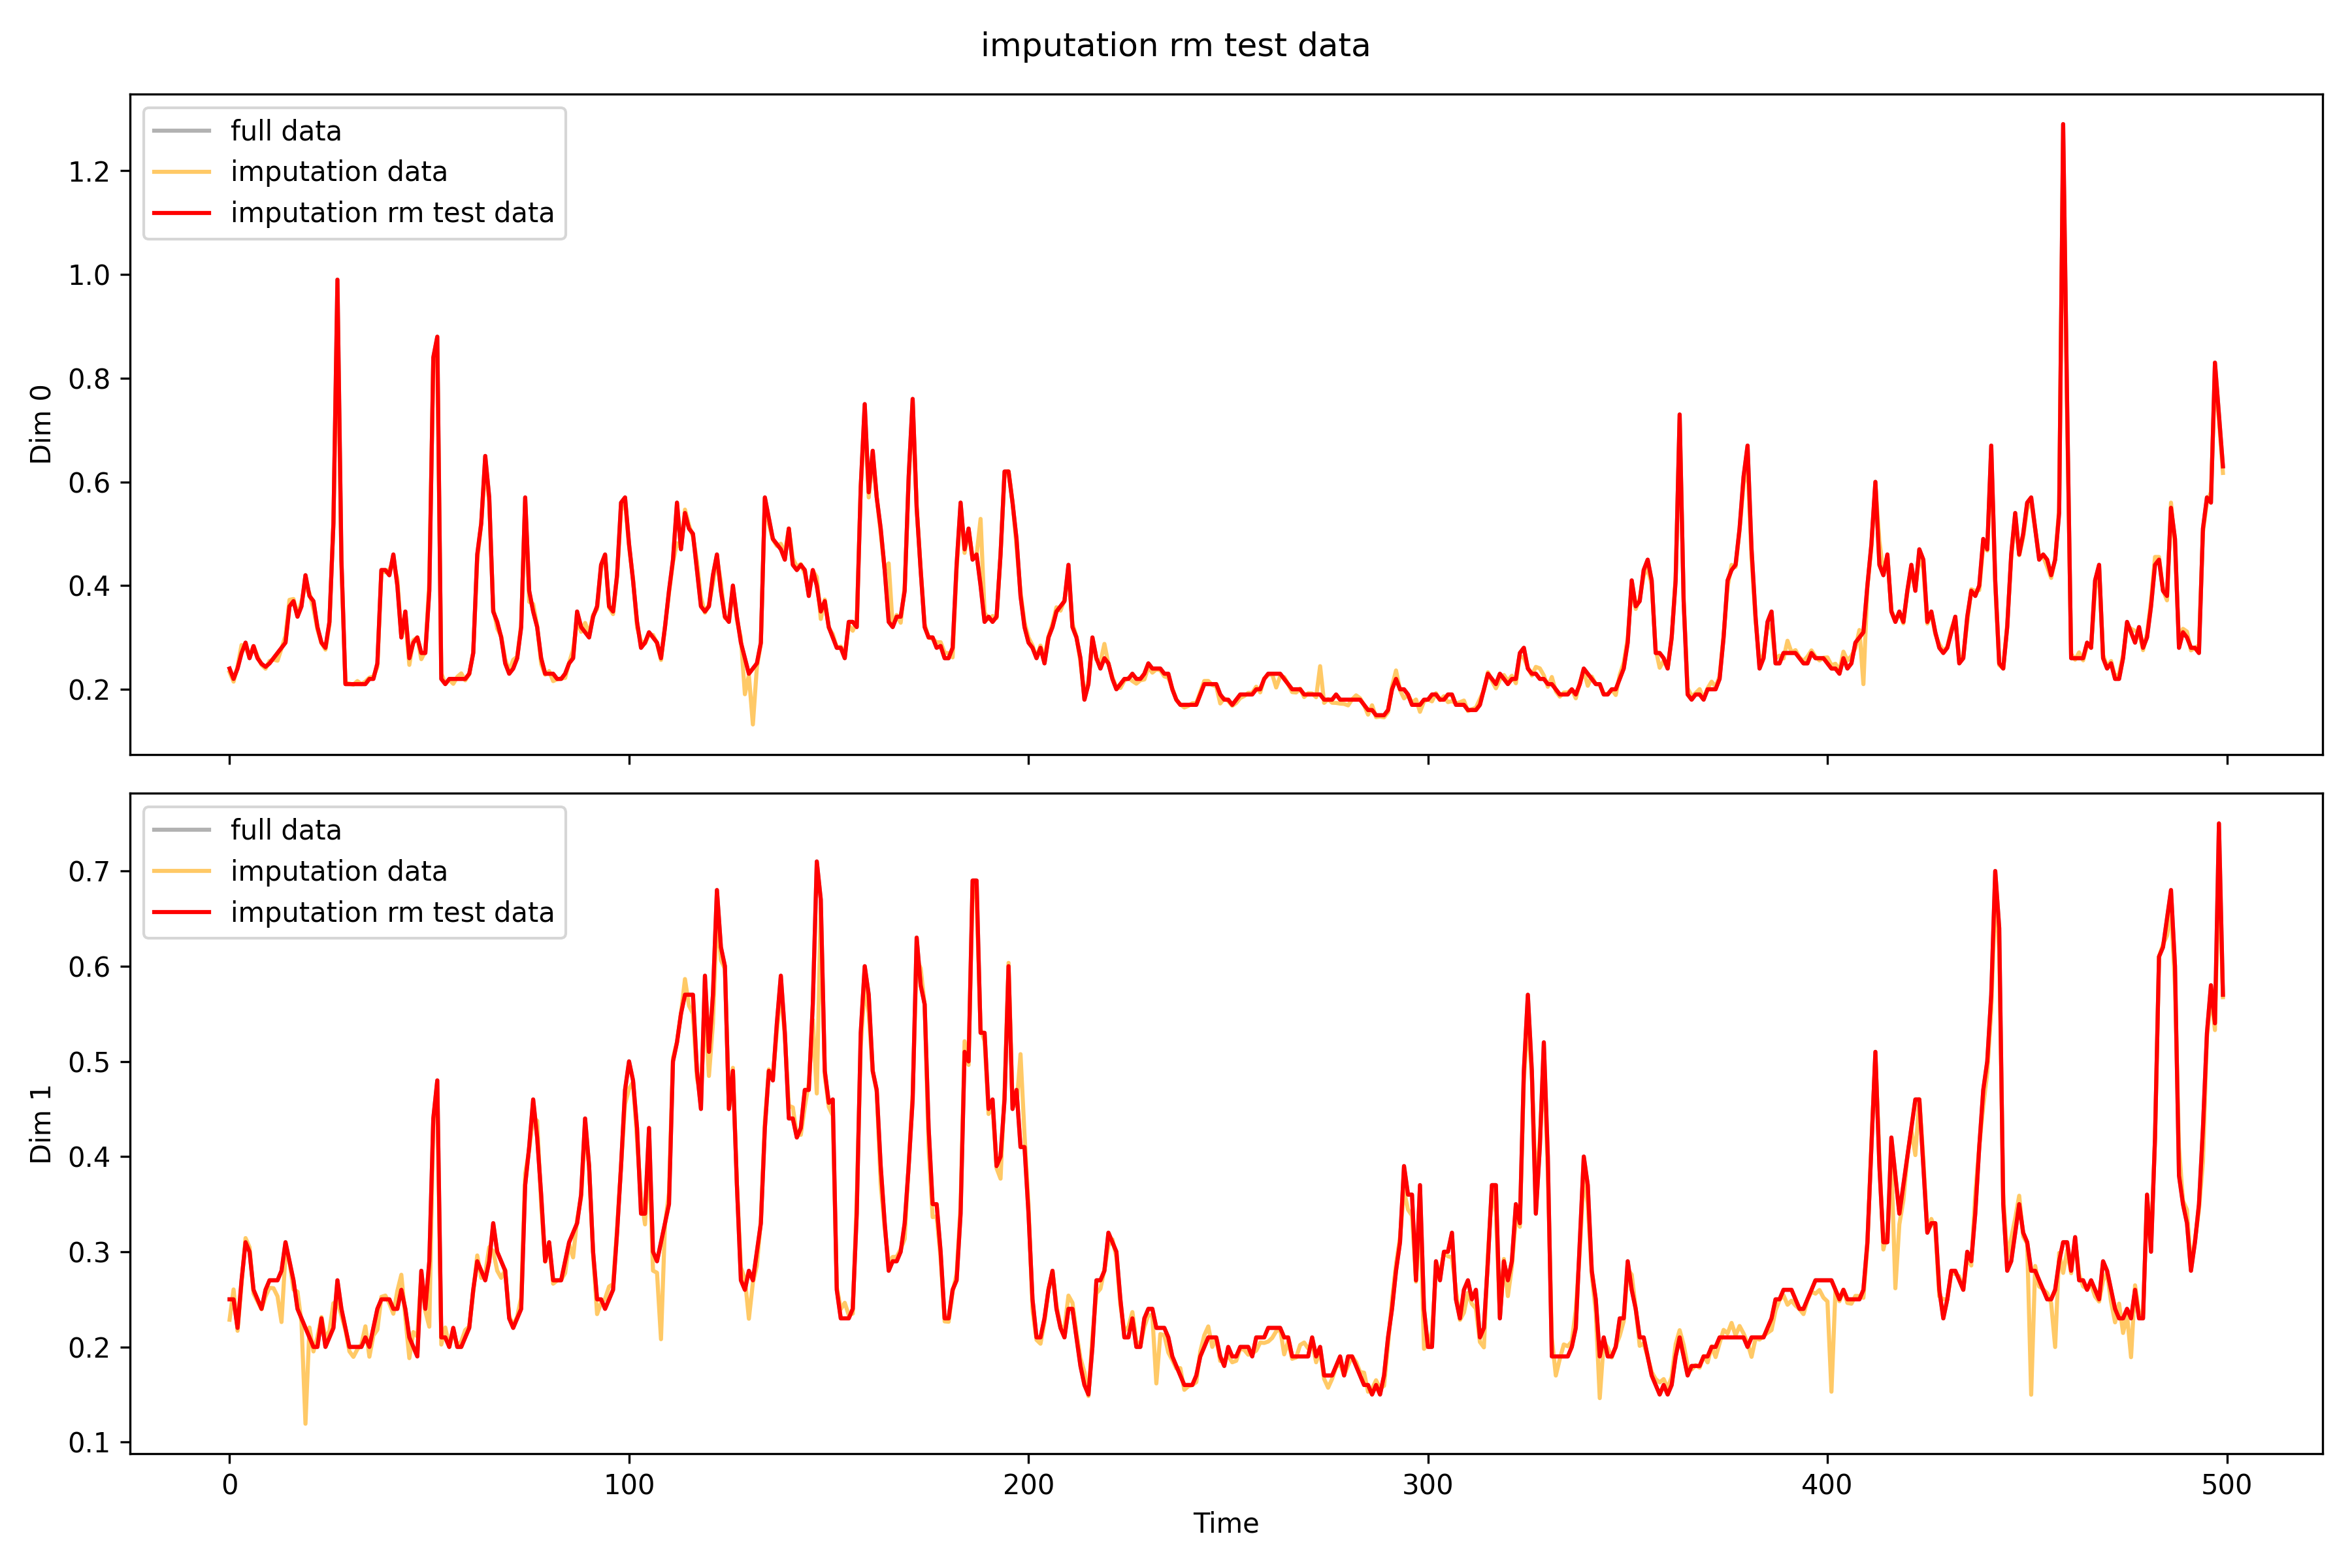 imputation rm test data
full data
imputation data
imputation rm test data
1.2
1.0
0.8
0.6
0.4
0.2
Dim 0
full data
imputation data
imputation rm test data
0.7
0.6
0.5
0.4
0.3
0.2
0.1
Dim 1
0 100 200 300 400 500
Time